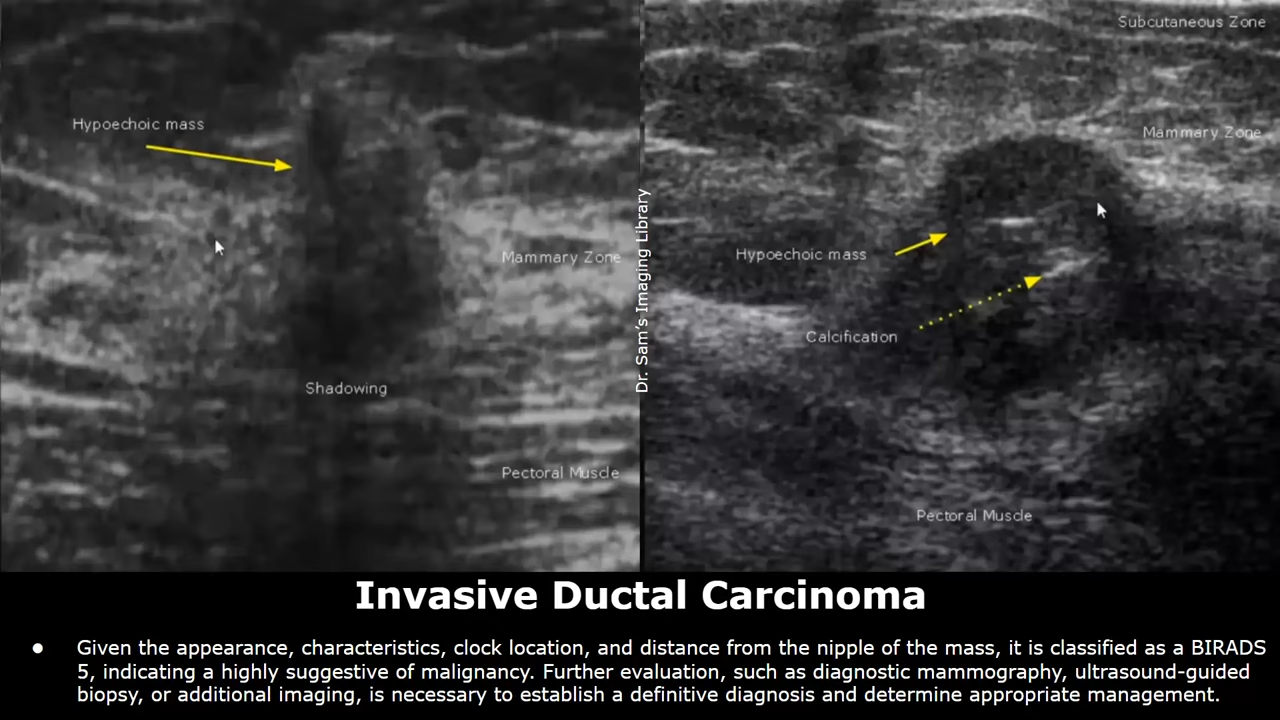 Subcutaneous Zone
Hypoechoic mass
Mammary Zone
Mammary Zone
Hypoechoic mass
Calcification
Shadowing
Pectoral Muscle
Pectoral Muscle
Dr. Sam's Imaging Library
Invasive Ductal Carcinoma
• Given the appearance, characteristics, clock location, and distance from the nipple of the mass, it is classified as a BIRADS
5, indicating a highly suggestive of malignancy. Further evaluation, such as diagnostic mammography, ultrasound-guided
biopsy, or additional imaging, is necessary to establish a definitive diagnosis and determine appropriate management.